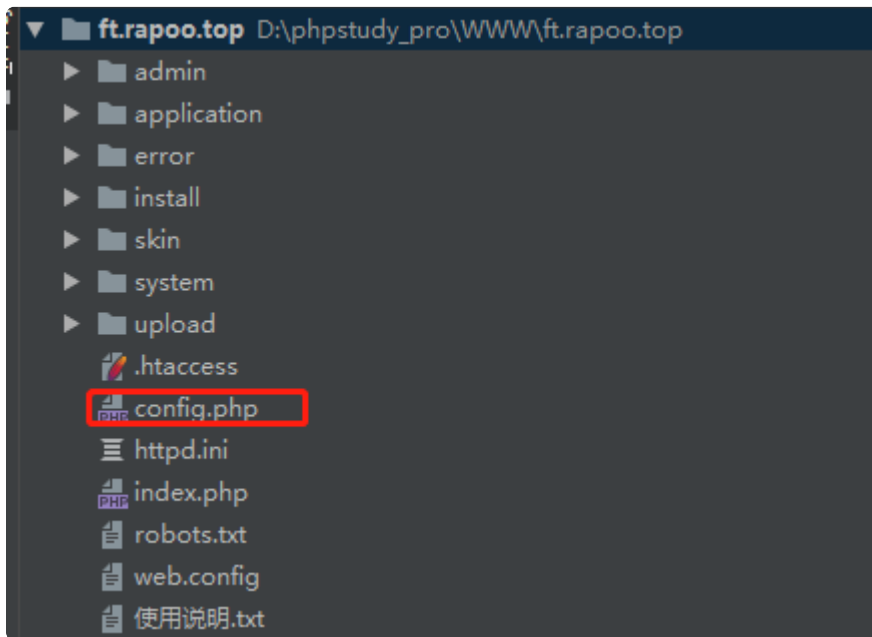 ft.rapoo.top D:\phpstudy_pro\WWW\ft.rapoo.top
admin
application
error
install
skin
system
upload
.htaccess
config.php
httpd.ini
index.php
robots.txt
web.config
使用说明.txt